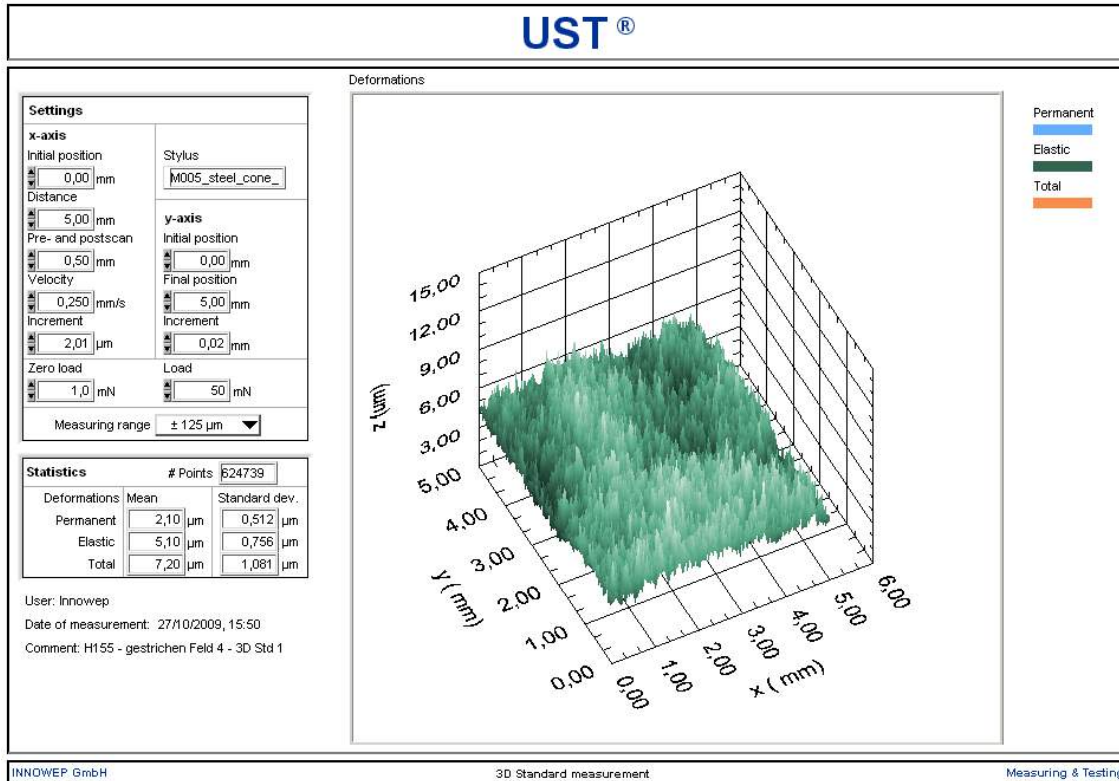 UST ®
Deformations
Settings
x-axis
Initial position
0,00 mm
Distance
5,00 mm
Pre- and postscan
0,50 mm
Velocity
0,250 mm/s
Increment
2,01 µm
Zero load
1,0 mN
Stylus
M005_steel_cone_
y-axis
Initial position
0,00 mm
Final position
5,00 mm
Increment
0,02 mm
Load
50 mN
Measuring range ± 125 µm
Statistics # Points 624739
Deformations Mean Standard dev.
Permanent 2,10 µm 0,512 µm
Elastic 5,10 µm 0,756 µm
Total 7,20 µm 1,081 µm
User: Innowep
Date of measurement: 27/10/2009, 15:50
Comment: H155 - gestrichen Feld 4 - 3D Std 1
15,00
12,00
9,00
6,00
3,00
z (µm)
5,00
4,00
3,00
2,00
1,00
0,00
y ( mm)
0,00
1,00
2,00
3,00
4,00
5,00
6,00
x ( mm)
Permanent
Elastic
Total
INNOWEP GmbH
3D Standard measurement
Measuring & Testing